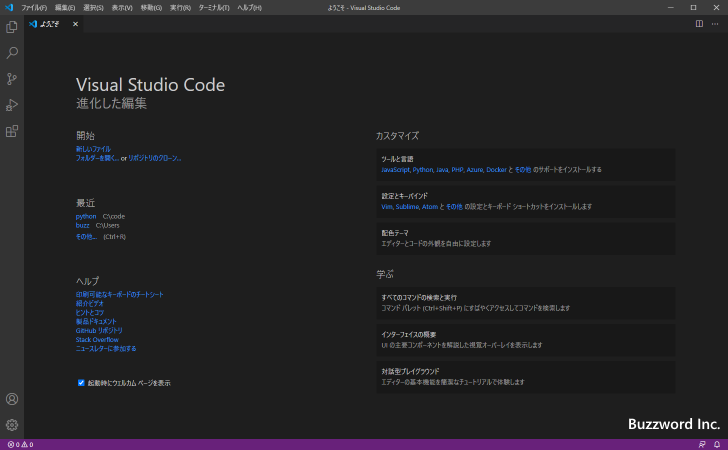 ファイル(F) 編集(E) 選択(S) 表示(V) 移動(G) 実行(R) ターミナル(T) ヘルプ(H) ようこそ - Visual Studio Code
ようこそ
Visual Studio Code
進化した編集
開始
新しいファイル
フォルダーを開く... or リポジトリのクローン...
最近
python C:\code
buzz C:\Users
その他... (Ctrl+R)
ヘルプ
印刷可能なキーボードのチートシート
紹介ビデオ
ヒントとコツ
製品ドキュメント
GitHub リポジトリ
Stack Overflow
ニュースレターに参加する
起動時にウェルカム ページを表示
カスタマイズ
ツールと言語
JavaScript, Python, Java, PHP, Azure, Docker と その他 のサポートをインストールする
設定とキーバインド
Vim, Sublime, Atom と その他 の設定とキーボード ショートカットをインストールします
配色テーマ
エディターとコードの外観を自由に設定します
学ぶ
すべてのコマンドの検索と実行
コマンド パレット (Ctrl+Shift+P) にすばやくアクセスしてコマンドを検索します
インターフェイスの概要
UI の主要コンポーネントを解説した視覚オーバーレイを表示します
対話型プレイグラウンド
エディターの基本機能を簡潔なチュートリアルで体験します
Buzzword Inc.
0 0